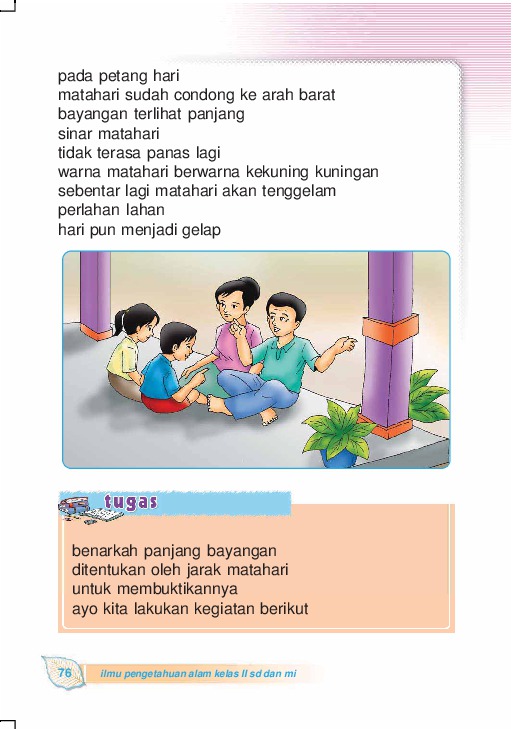 pada petang hari
matahari sudah condong ke arah barat
bayangan terlihat panjang
sinar matahari
tidak terasa panas lagi
warna matahari berwarna kekuning kuningan
sebentar lagi matahari akan tenggelam
perlahan lahan
hari pun menjadi gelap
tugas
benarkah panjang bayangan
ditentukan oleh jarak matahari
untuk membuktikannya
ayo kita lakukan kegiatan berikut
76 ilmu pengetahuan alam kelas II sd dan mi